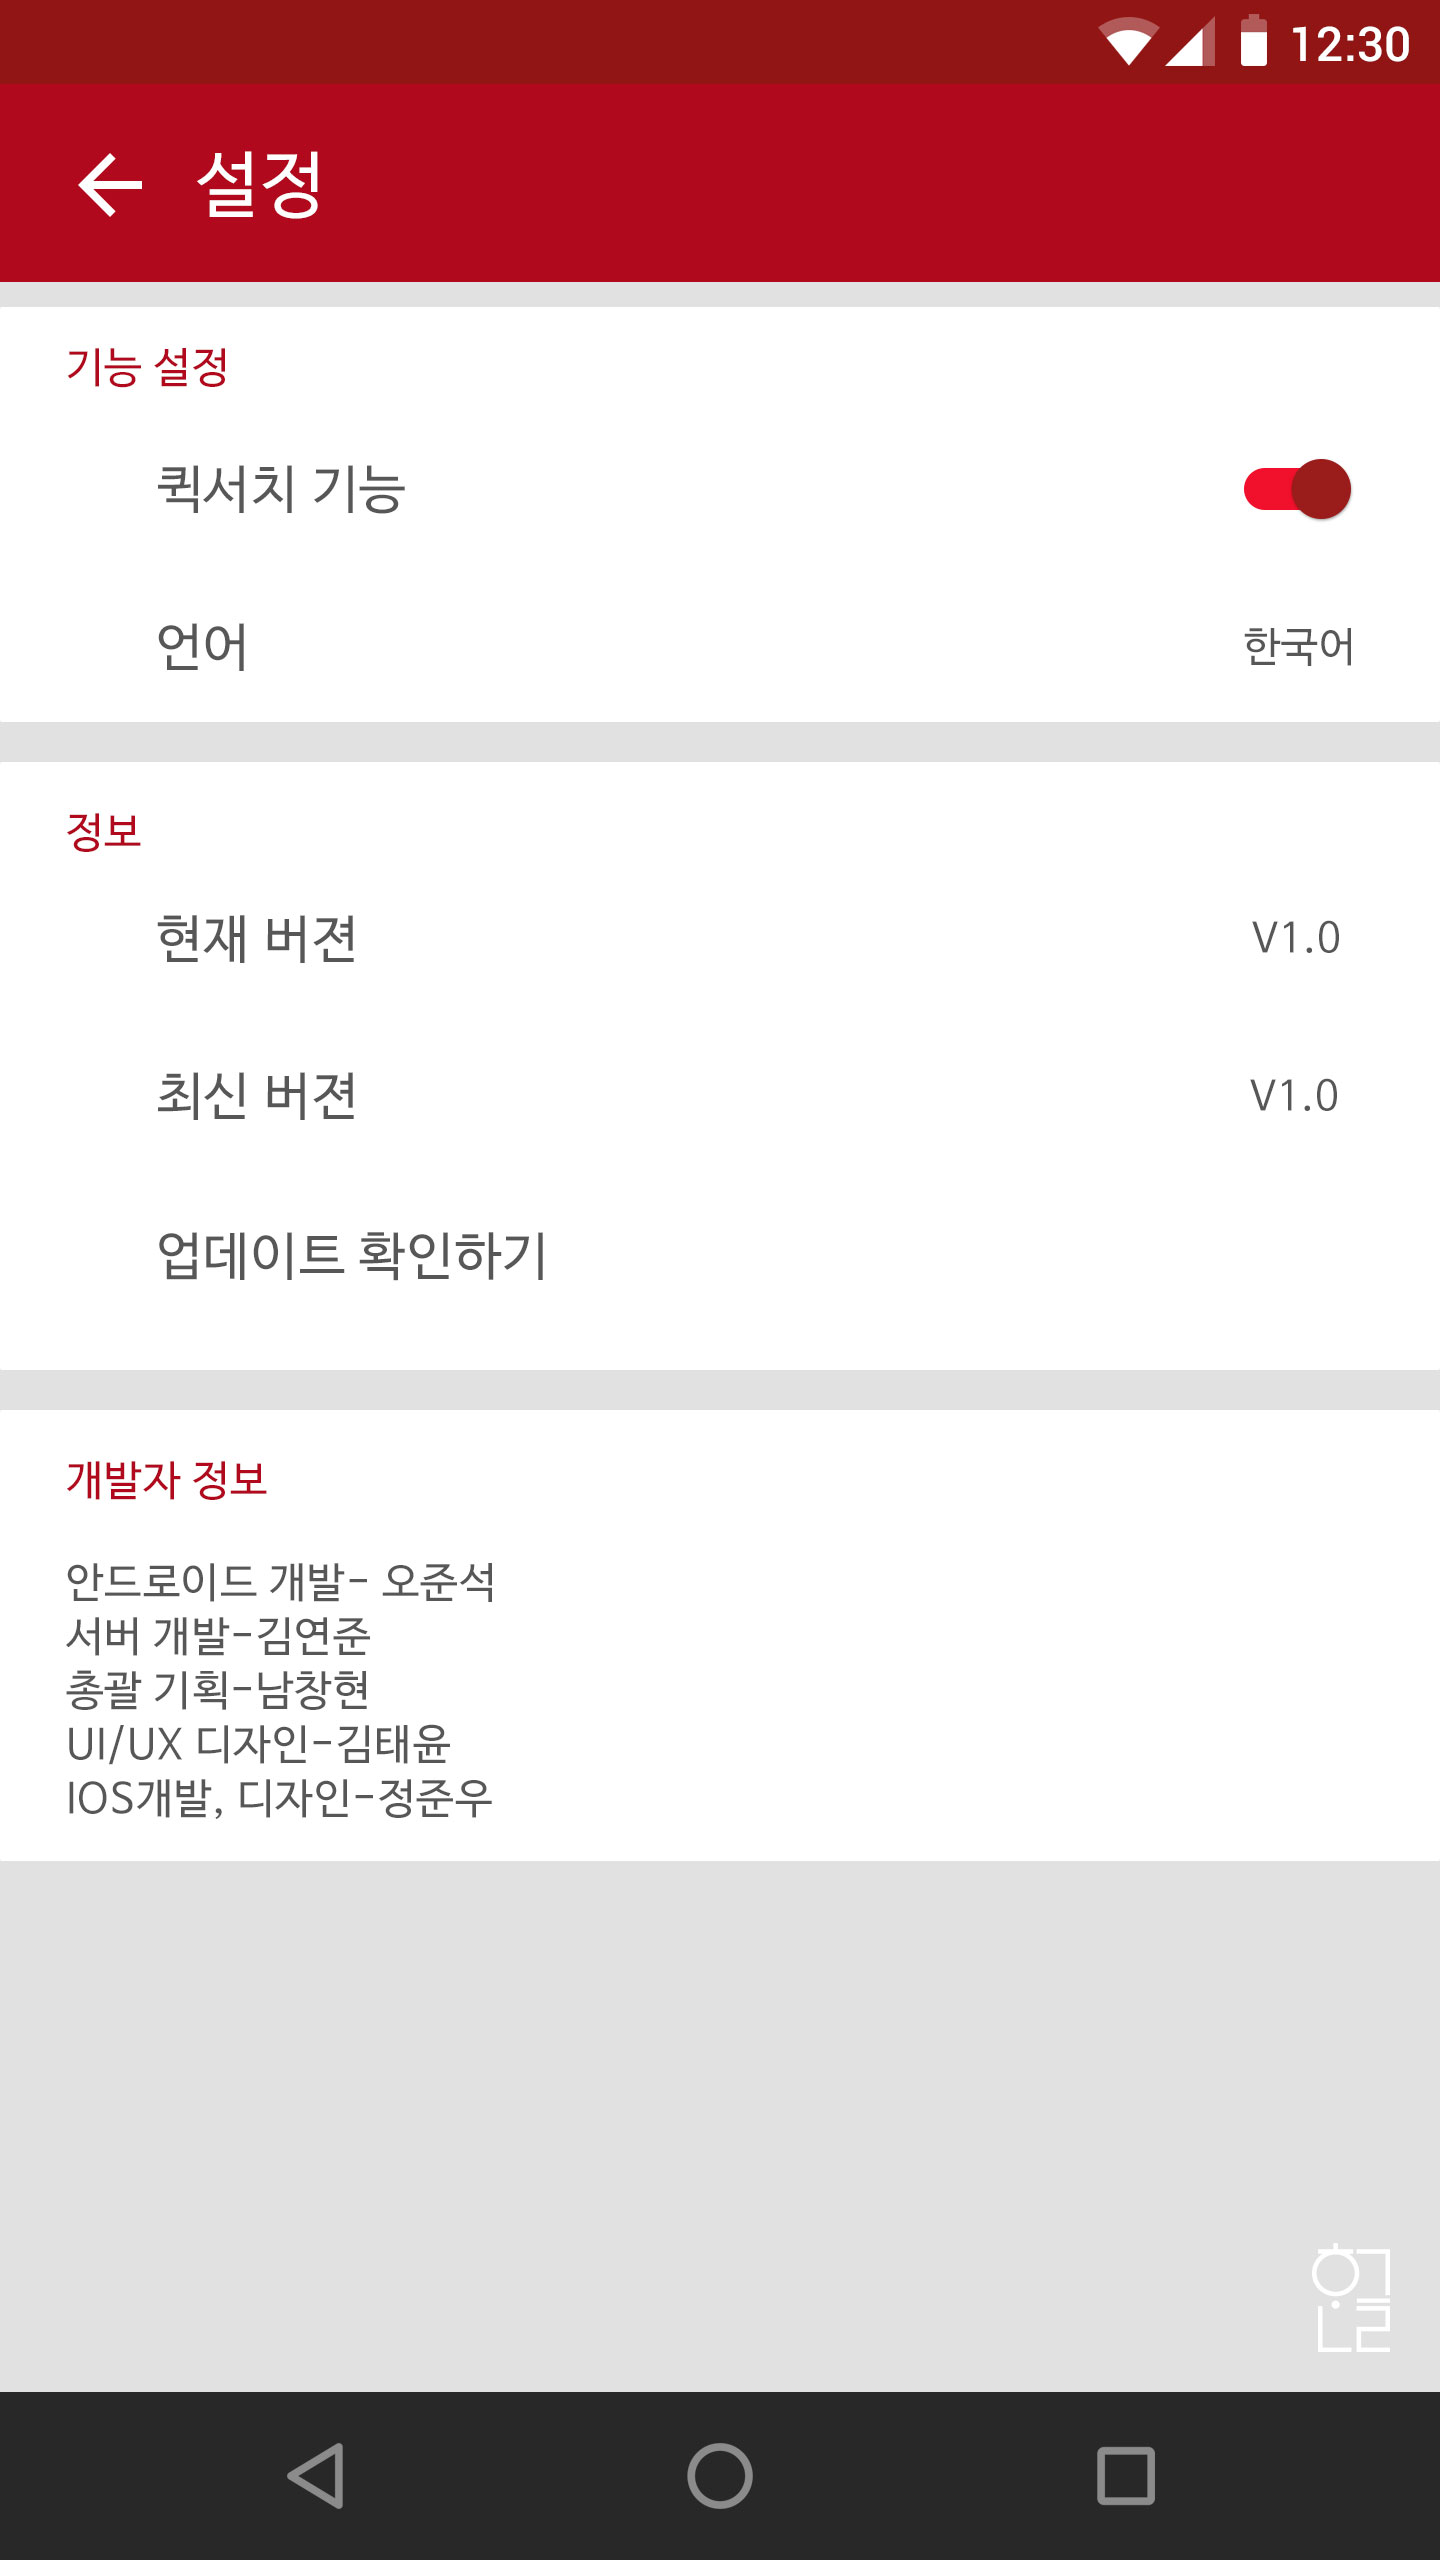 12:30
설정
기능 설정
퀵서치 기능
언어 한국어
정보
현재 버젼 V1.0
최신 버젼 V1.0
업데이트 확인하기
개발자 정보
안드로이드 개발- 오준석
서버 개발-김연준
총괄 기획-남창현
UI/UX 디자인-김태윤
IOS개발, 디자인-정준우